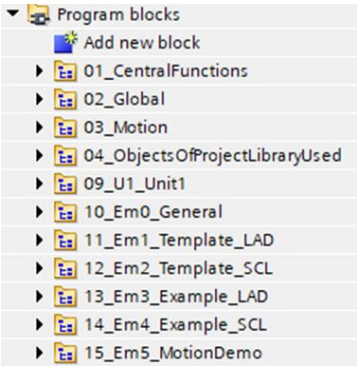 Program blocks
Add new block
01_CentralFunctions
02_Global
03_Motion
04_ObjectsOfProjectLibraryUsed
09_U1_Unit1
10_Em0_General
11_Em1_Template_LAD
12_Em2_Template_SCL
13_Em3_Example_LAD
14_Em4_Example_SCL
15_Em5_MotionDemo